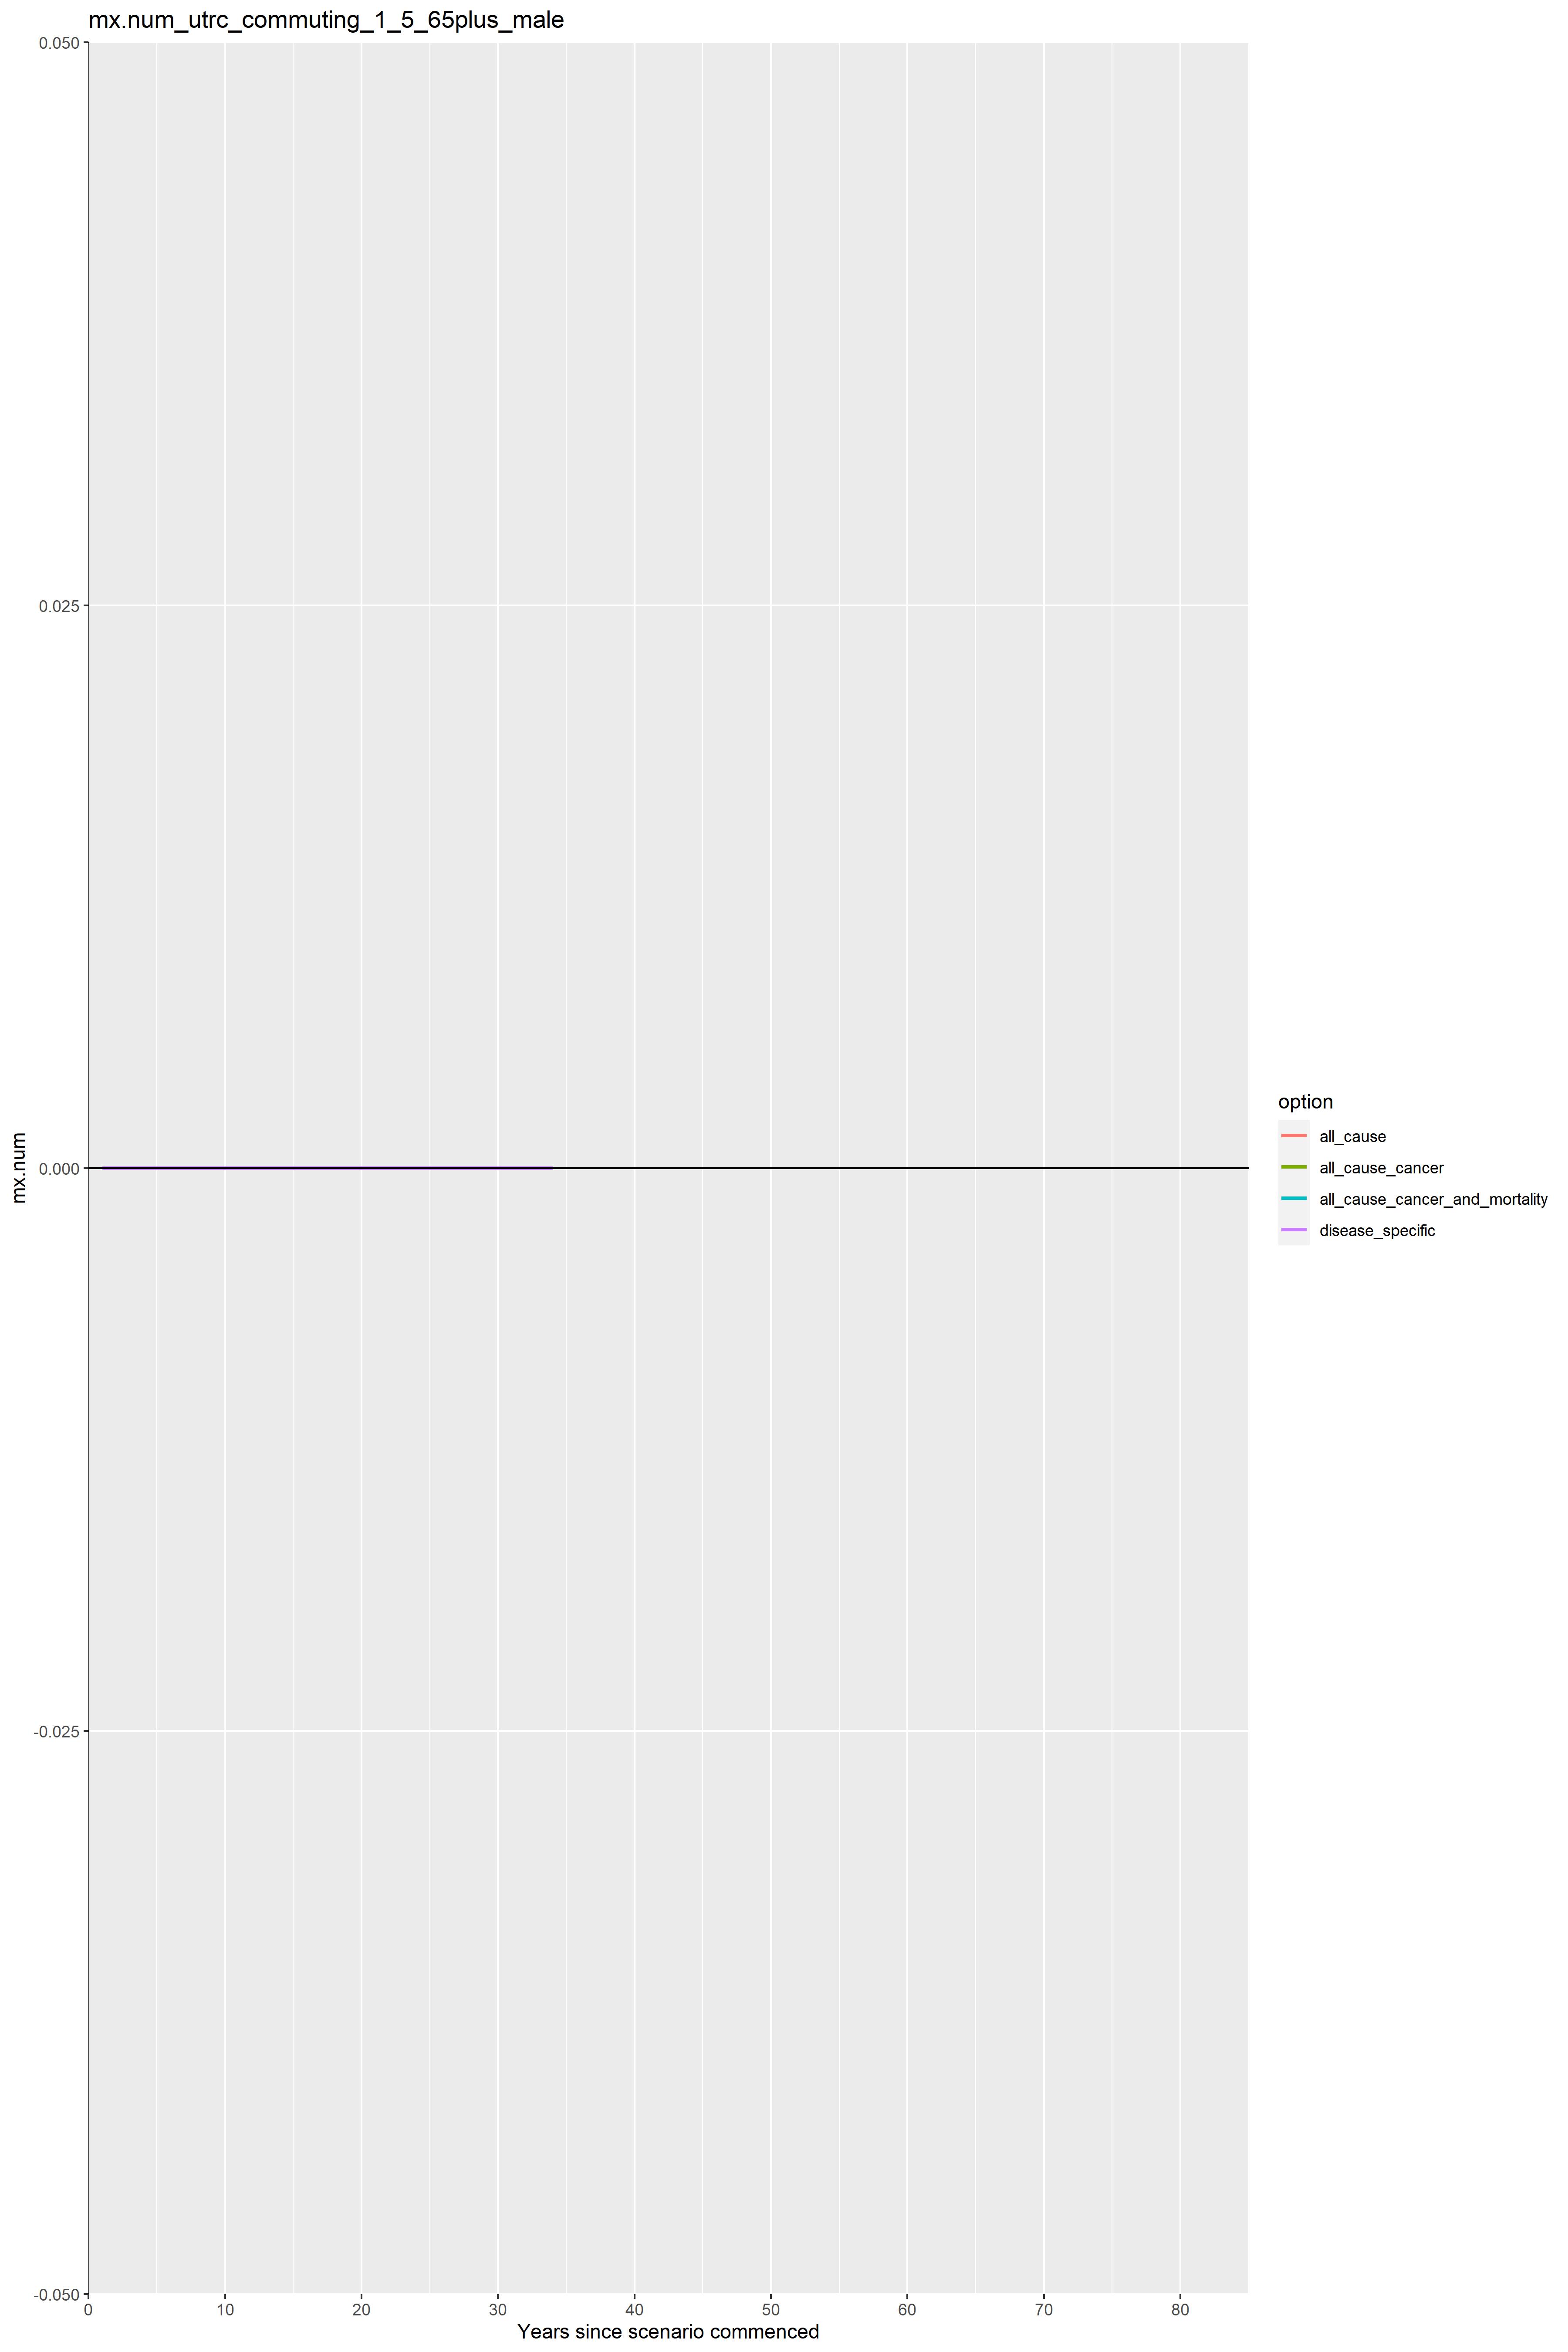 mx.num_utrc_commuting_1_5_65plus_male
0.050
0.025
0.000
-0.025
-0.050
mx.num
0 10 20 30 40 50 60 70 80
Years since scenario commenced
option
all_cause
all_cause_cancer
all_cause_cancer_and_mortality
disease_specific